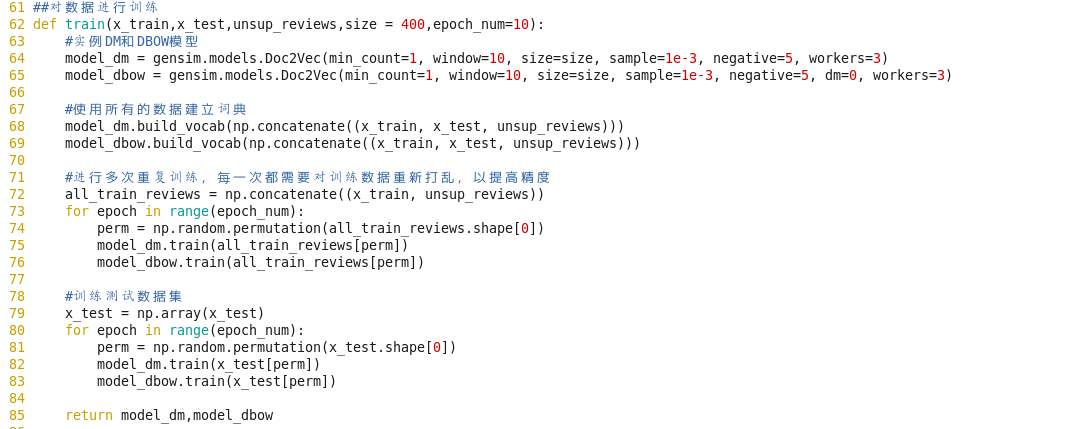 61 ##对数据进行训练
62 def train(x_train,x_test,unsup_reviews,size = 400,epoch_num=10):
63     #实例DM和DBOW模型
64     model_dm = gensim.models.Doc2Vec(min_count=1, window=10, size=size, sample=1e-3, negative=5, workers=3)
65     model_dbow = gensim.models.Doc2Vec(min_count=1, window=10, size=size, sample=1e-3, negative=5, dm=0, workers=3)
66
67     #使用所有的数据建立词典
68     model_dm.build_vocab(np.concatenate((x_train, x_test, unsup_reviews)))
69     model_dbow.build_vocab(np.concatenate((x_train, x_test, unsup_reviews)))
70
71     #进行多次重复训练，每一次都需要对训练数据重新打乱，以提高精度
72     all_train_reviews = np.concatenate((x_train, unsup_reviews))
73     for epoch in range(epoch_num):
74         perm = np.random.permutation(all_train_reviews.shape[0])
75         model_dm.train(all_train_reviews[perm])
76         model_dbow.train(all_train_reviews[perm])
77
78     #训练测试数据集
79     x_test = np.array(x_test)
80     for epoch in range(epoch_num):
81         perm = np.random.permutation(x_test.shape[0])
82         model_dm.train(x_test[perm])
83         model_dbow.train(x_test[perm])
84
85     return model_dm,model_dbow